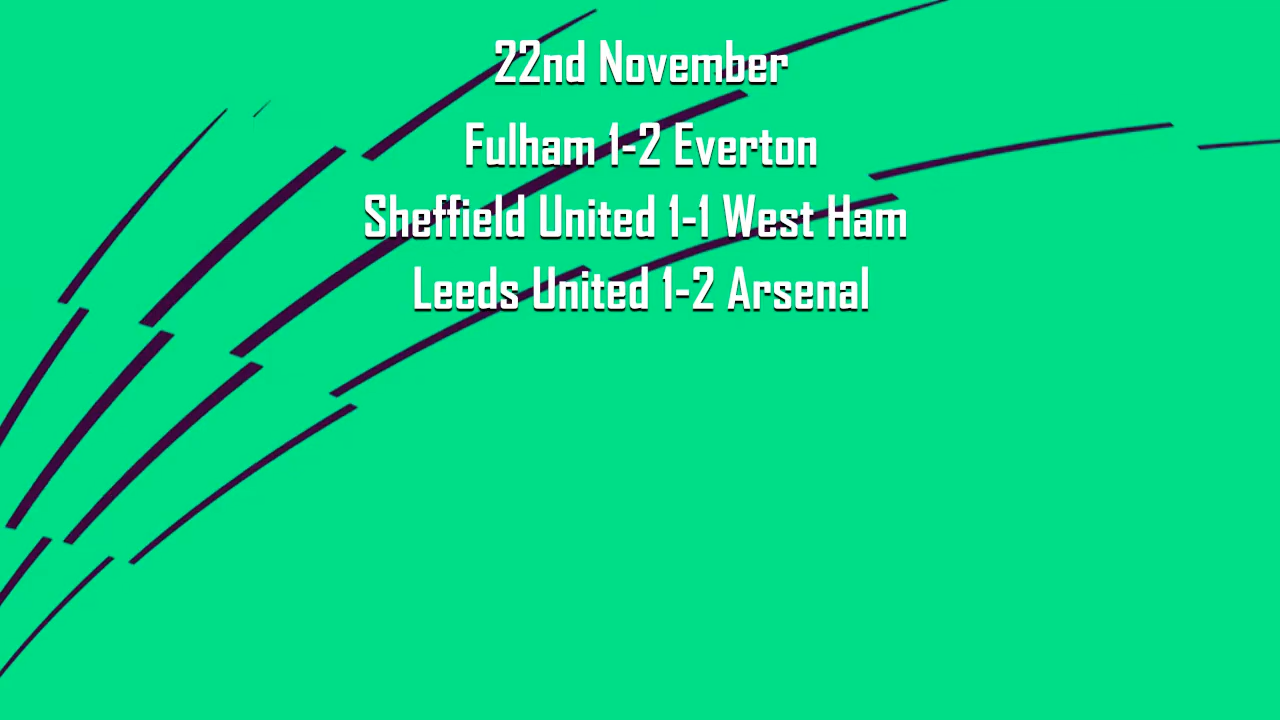 22nd November
Fulham 1-2 Everton
Sheffield United 1-1 West Ham
Leeds United 1-2 Arsenal